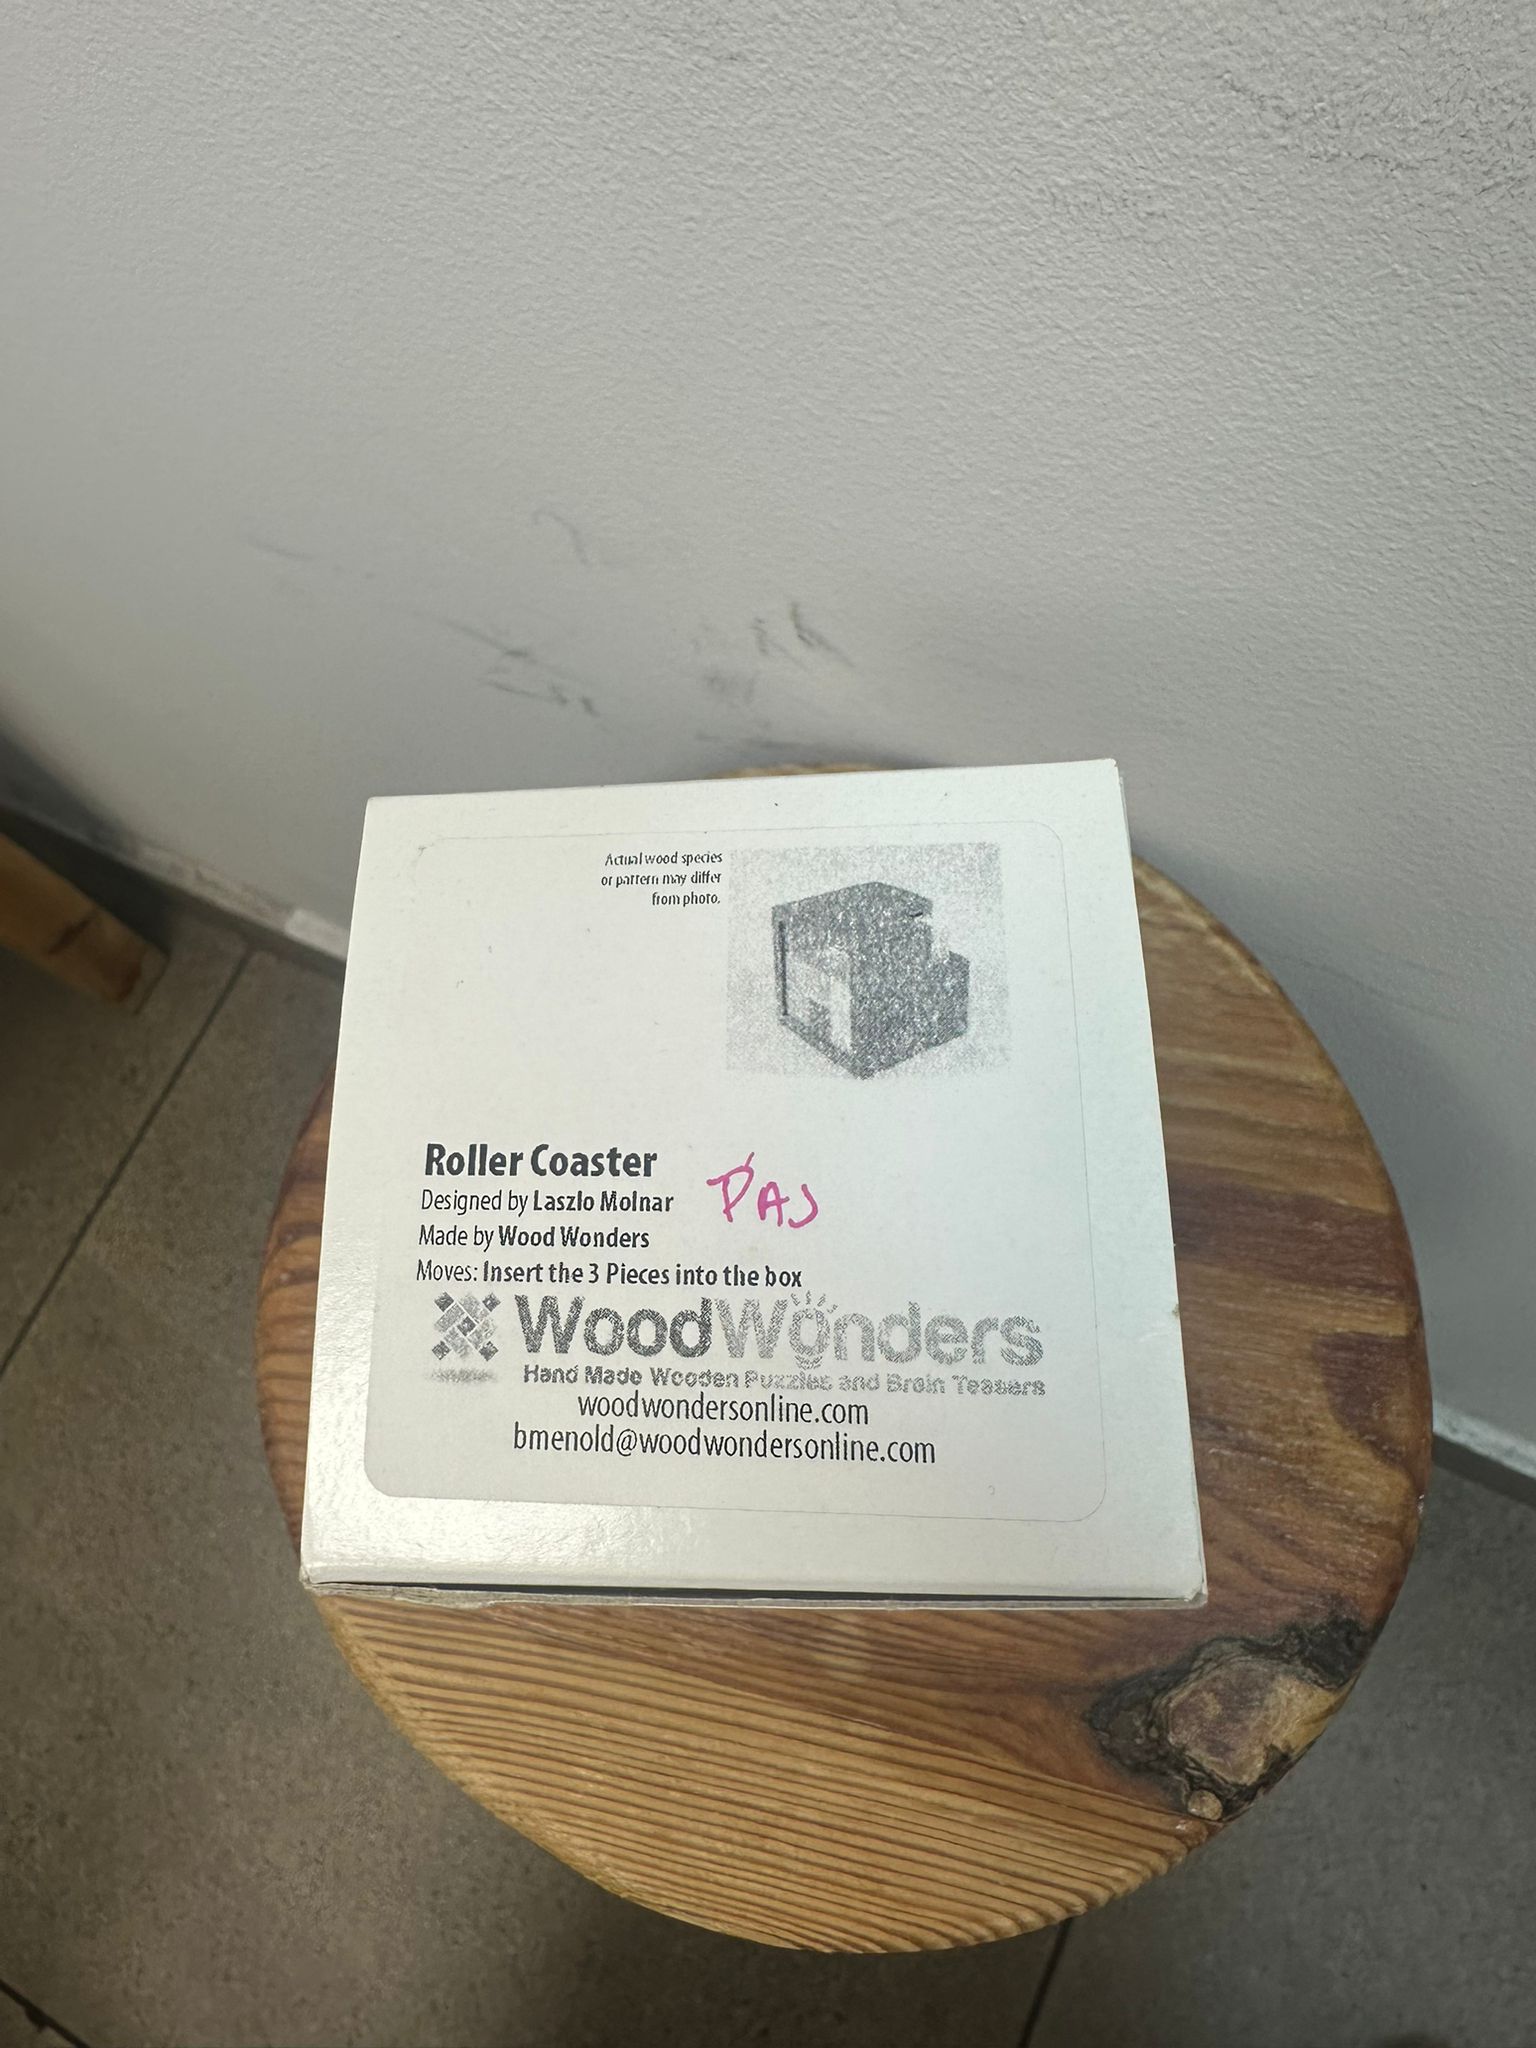 Actual wood species
or pattern may differ
from photo.
Roller Coaster
Designed by Laszlo Molnar
PAJ
Made by Wood Wonders
Moves: Insert the 3 Pieces into the box
WoodWonders
Hand Made Wooden Puzzles and Brain Teasers
woodwondersonline.com
bmenold@woodwondersonline.com